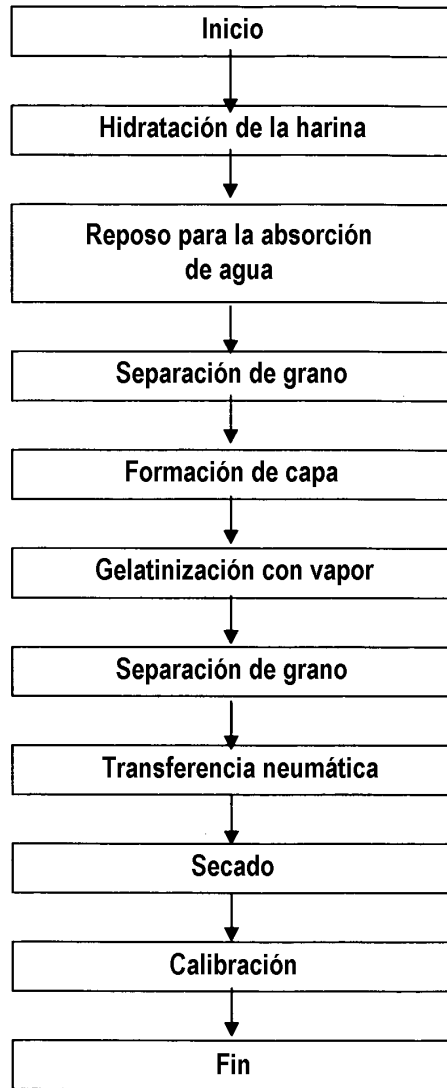 Inicio
Hidratación de la harina
Reposo para la absorción
de agua
Separación de grano
Formación de capa
Gelatinización con vapor
Separación de grano
Transferencia neumática
Secado
Calibración
Fin